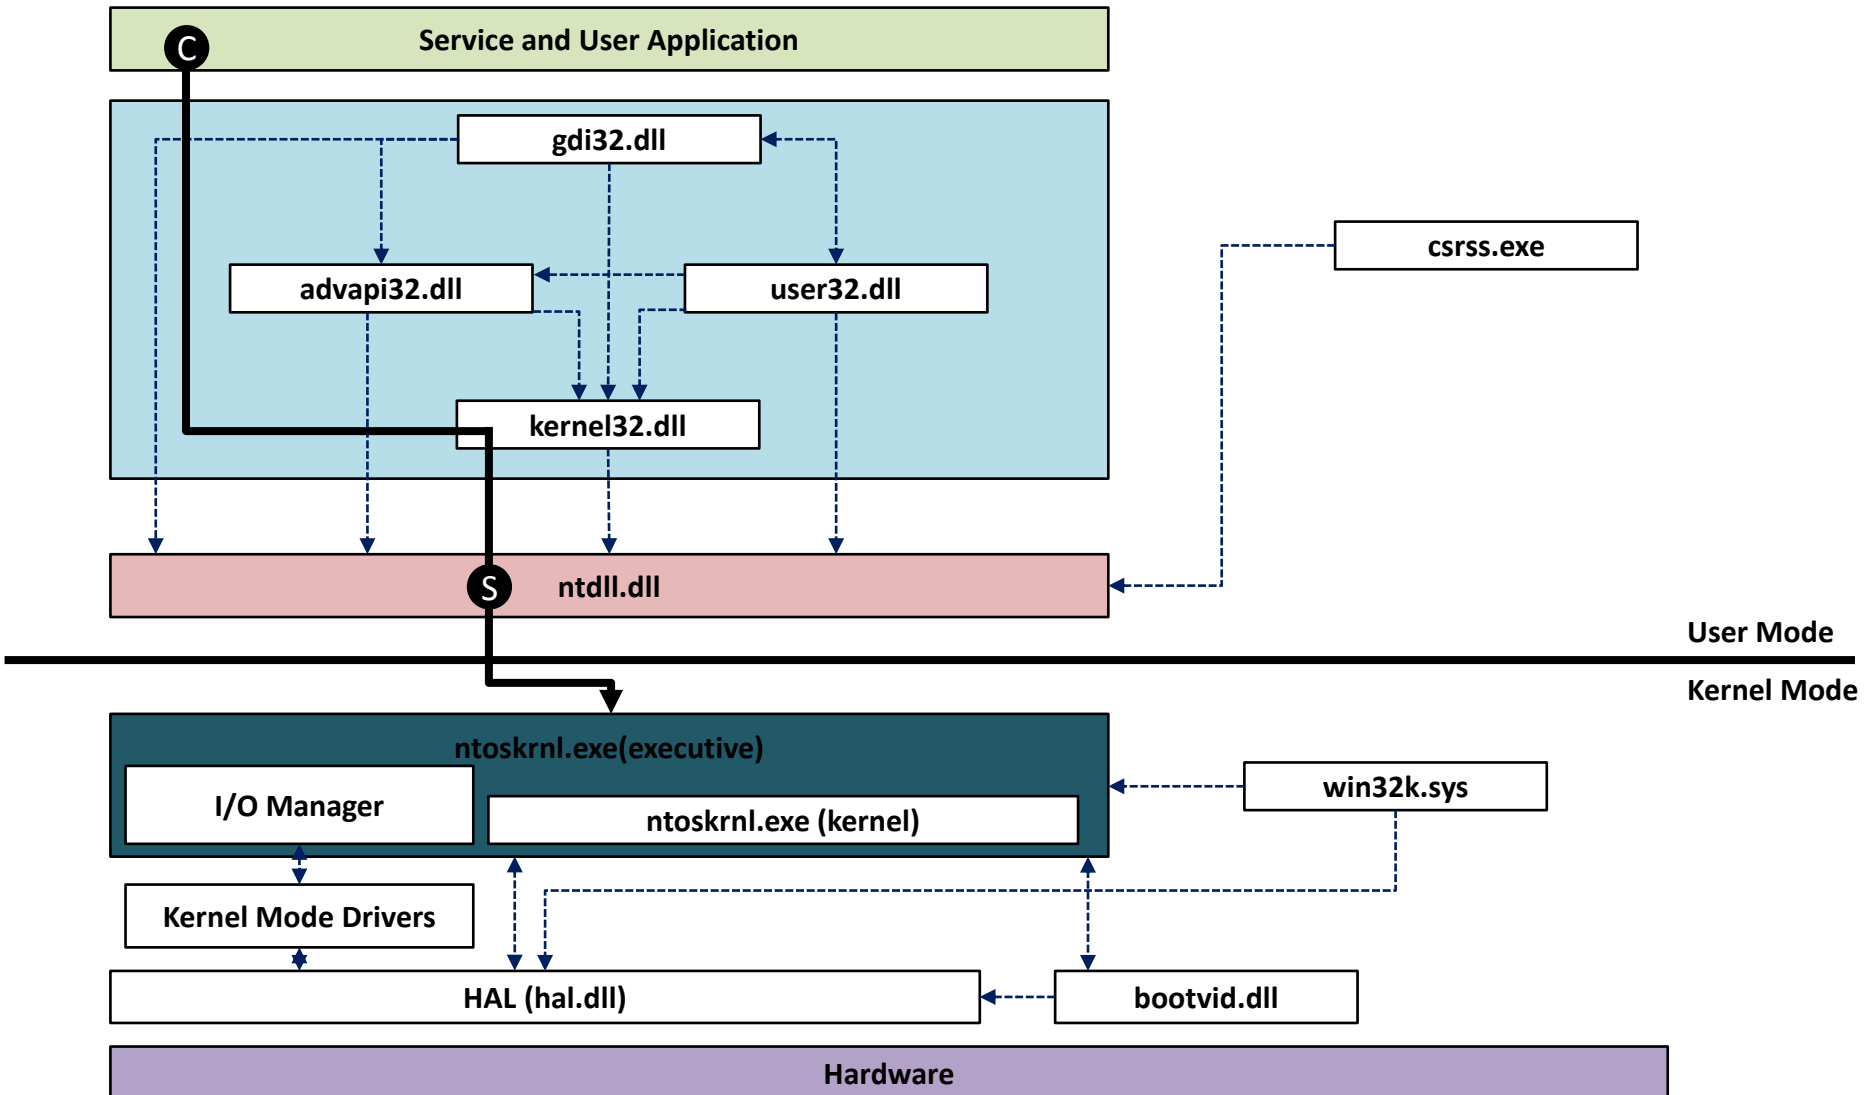 C
Service and User Application
gdi32.dll
csrss.exe
advapi32.dll
user32.dll
kernel32.dll
S
ntdll.dll
User Mode
Kernel Mode
ntoskrnl.exe(executive)
win32k.sys
I/O Manager
ntoskrnl.exe (kernel)
Kernel Mode Drivers
HAL (hal.dll)
bootvid.dll
Hardware